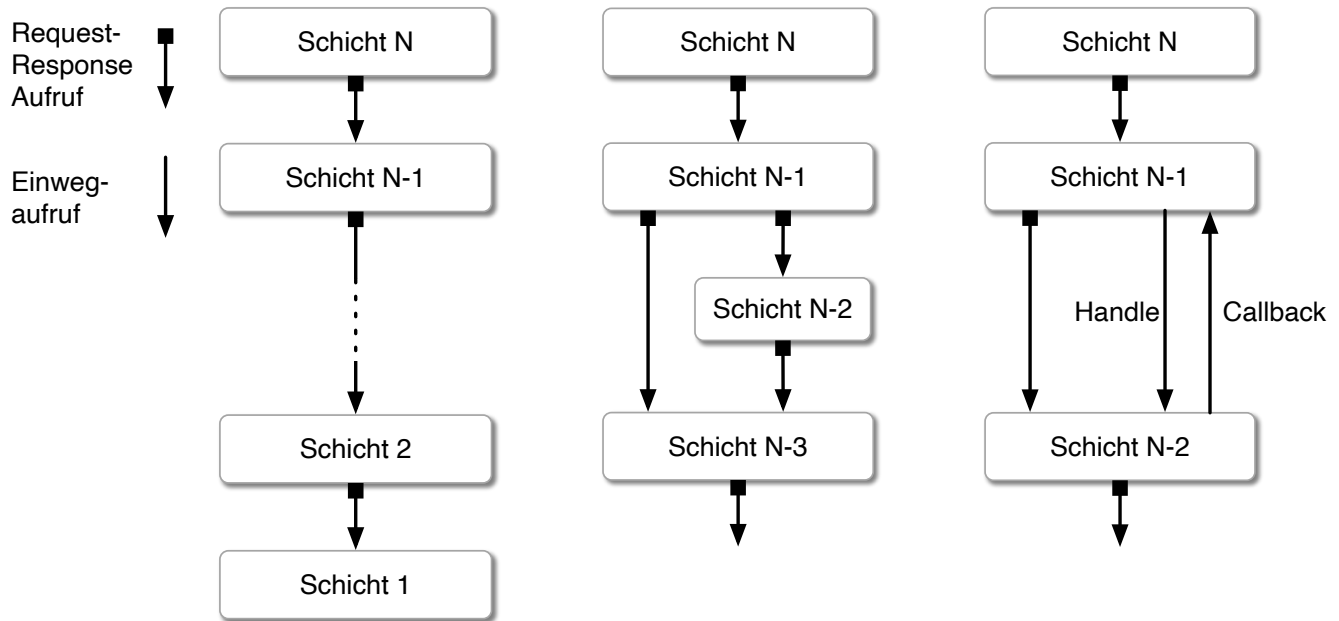 Request-
Response
Aufruf
Einweg-
aufruf
Schicht N
Schicht N-1
Schicht 2
Schicht 1
Schicht N
Schicht N-1
Schicht N-2
Schicht N-3
Schicht N
Schicht N-1
Handle
Callback
Schicht N-2